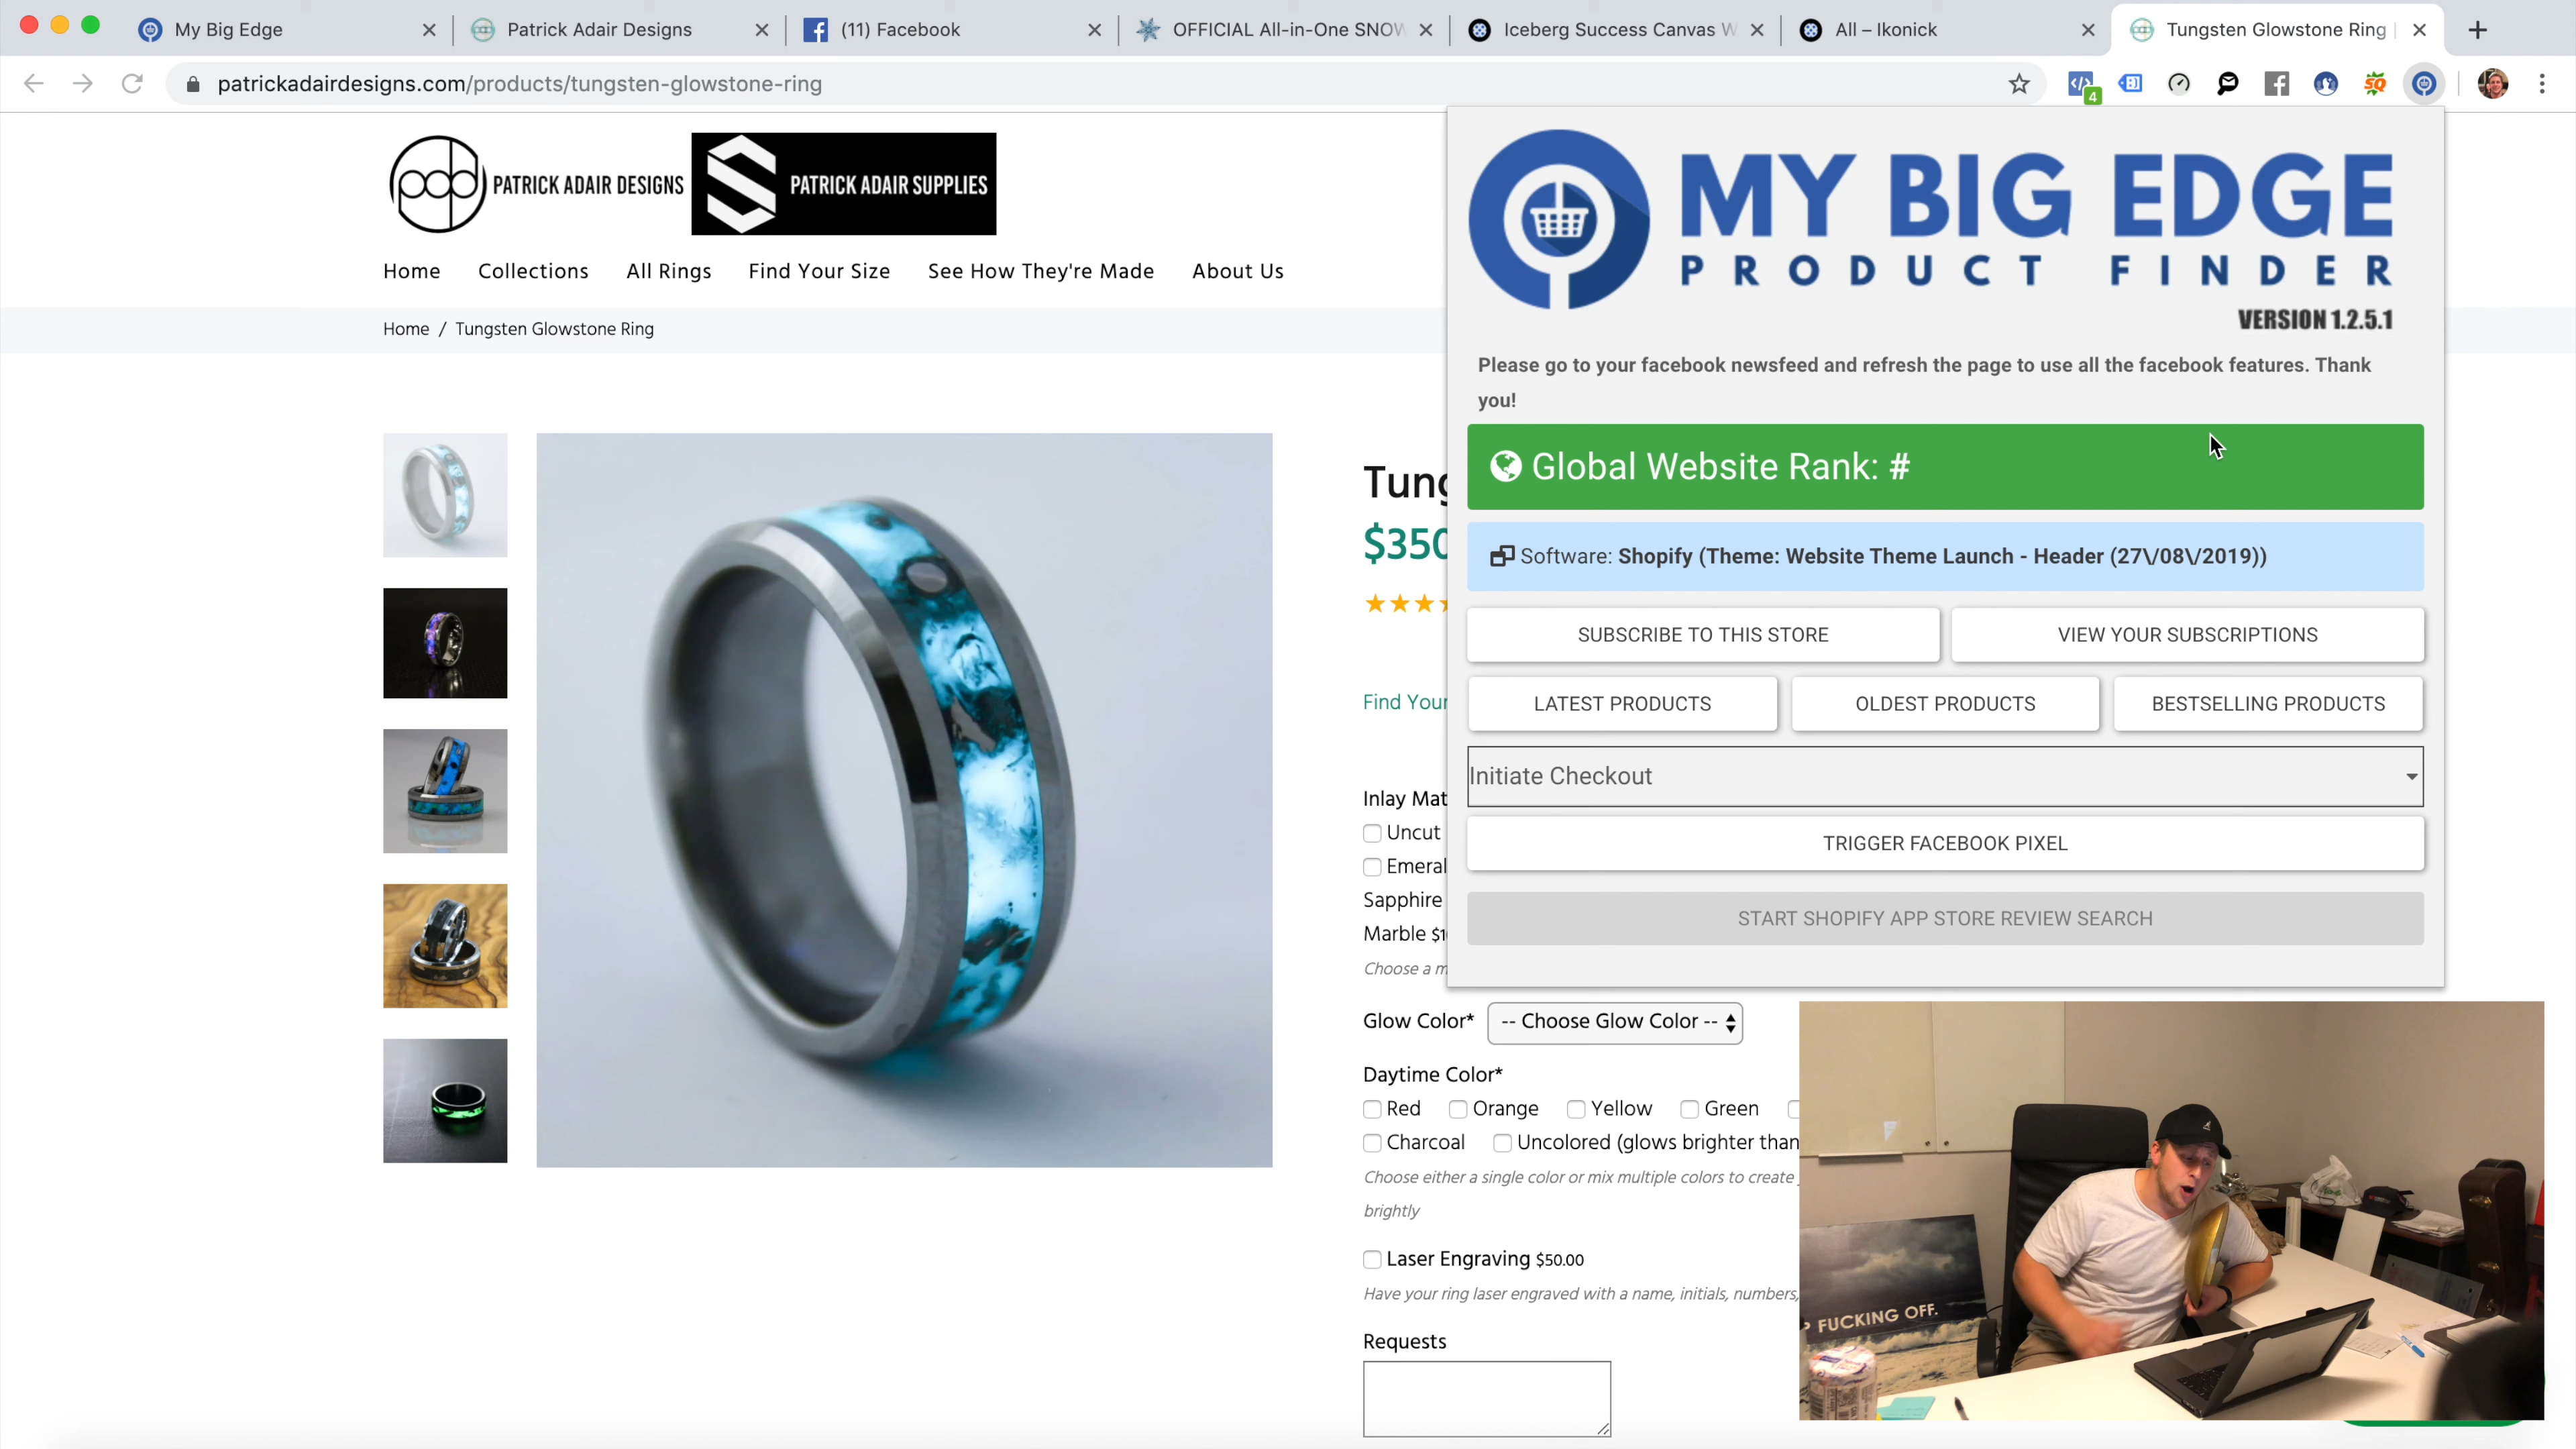 My Big Edge
Patrick Adair Designs
(11) Facebook
OFFICIAL All-in-One SNOW
Iceberg Success Canvas W
All – Ikonick
Tungsten Glowstone Ring |
patrickadairdesigns.com/products/tungsten-glowstone-ring
4
SQ
pad PATRICK ADAIR DESIGNS
PATRICK ADAIR SUPPLIES
Home Collections All Rings Find Your Size See How They're Made About Us
Home / Tungsten Glowstone Ring
MY BIG EDGE
PRODUCT FINDER
VERSION 1.2.5.1
Please go to your facebook newsfeed and refresh the page to use all the facebook features. Thank
you!
Global Website Rank: #
Software: Shopify (Theme: Website Theme Launch - Header (27\/08\/2019))
SUBSCRIBE TO THIS STORE
VIEW YOUR SUBSCRIPTIONS
LATEST PRODUCTS
OLDEST PRODUCTS
BESTSELLING PRODUCTS
Initiate Checkout
TRIGGER FACEBOOK PIXEL
START SHOPIFY APP STORE REVIEW SEARCH
Tung
$350
Find Your
Inlay Mat
Uncut
Emeral
Sapphire
Marble $1
Choose a m
Glow Color* -- Choose Glow Color --
Daytime Color*
Red Orange Yellow Green
Charcoal Uncolored (glows brighter than
Choose either a single color or mix multiple colors to create
brightly
Laser Engraving $50.00
Have your ring laser engraved with a name, initials, numbers,
Requests
FUCKING OFF.